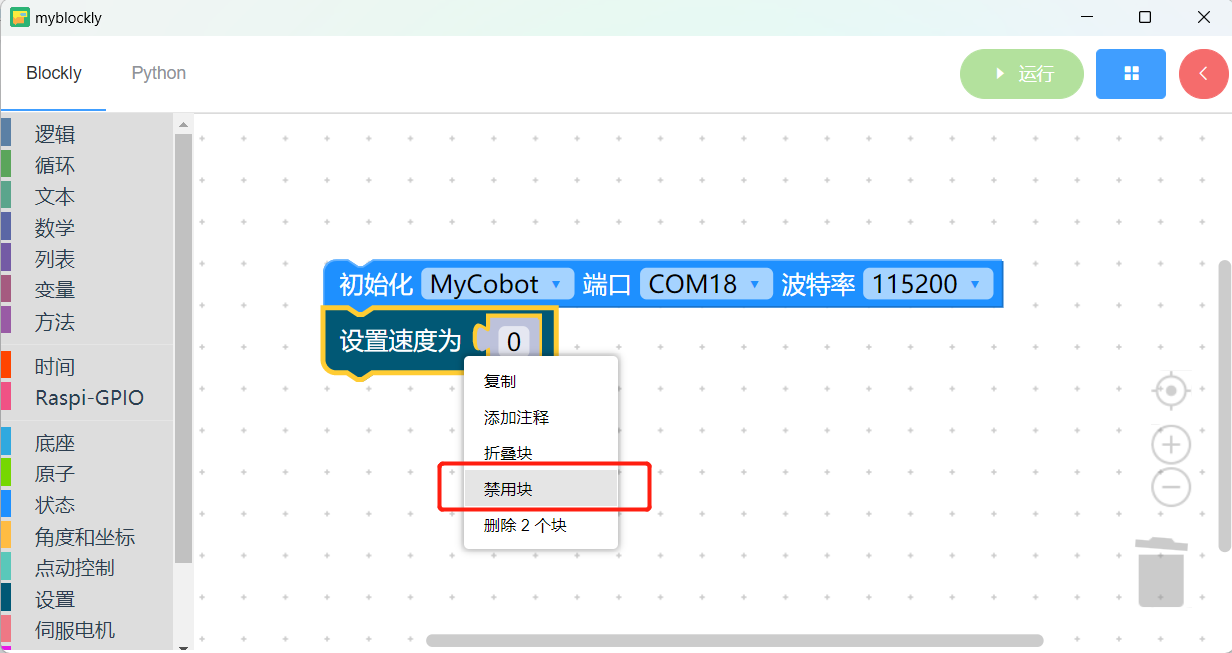 myblockly
Blockly Python 运行
逻辑
循环
文本
数学
列表
变量
方法
时间
Raspi-GPIO
底座
原子
状态
角度和坐标
点动控制
设置
伺服电机
初始化 MyCobot 端口 COM18 波特率 115200
设置速度为 0
复制
添加注释
折叠块
禁用块
删除 2 个块